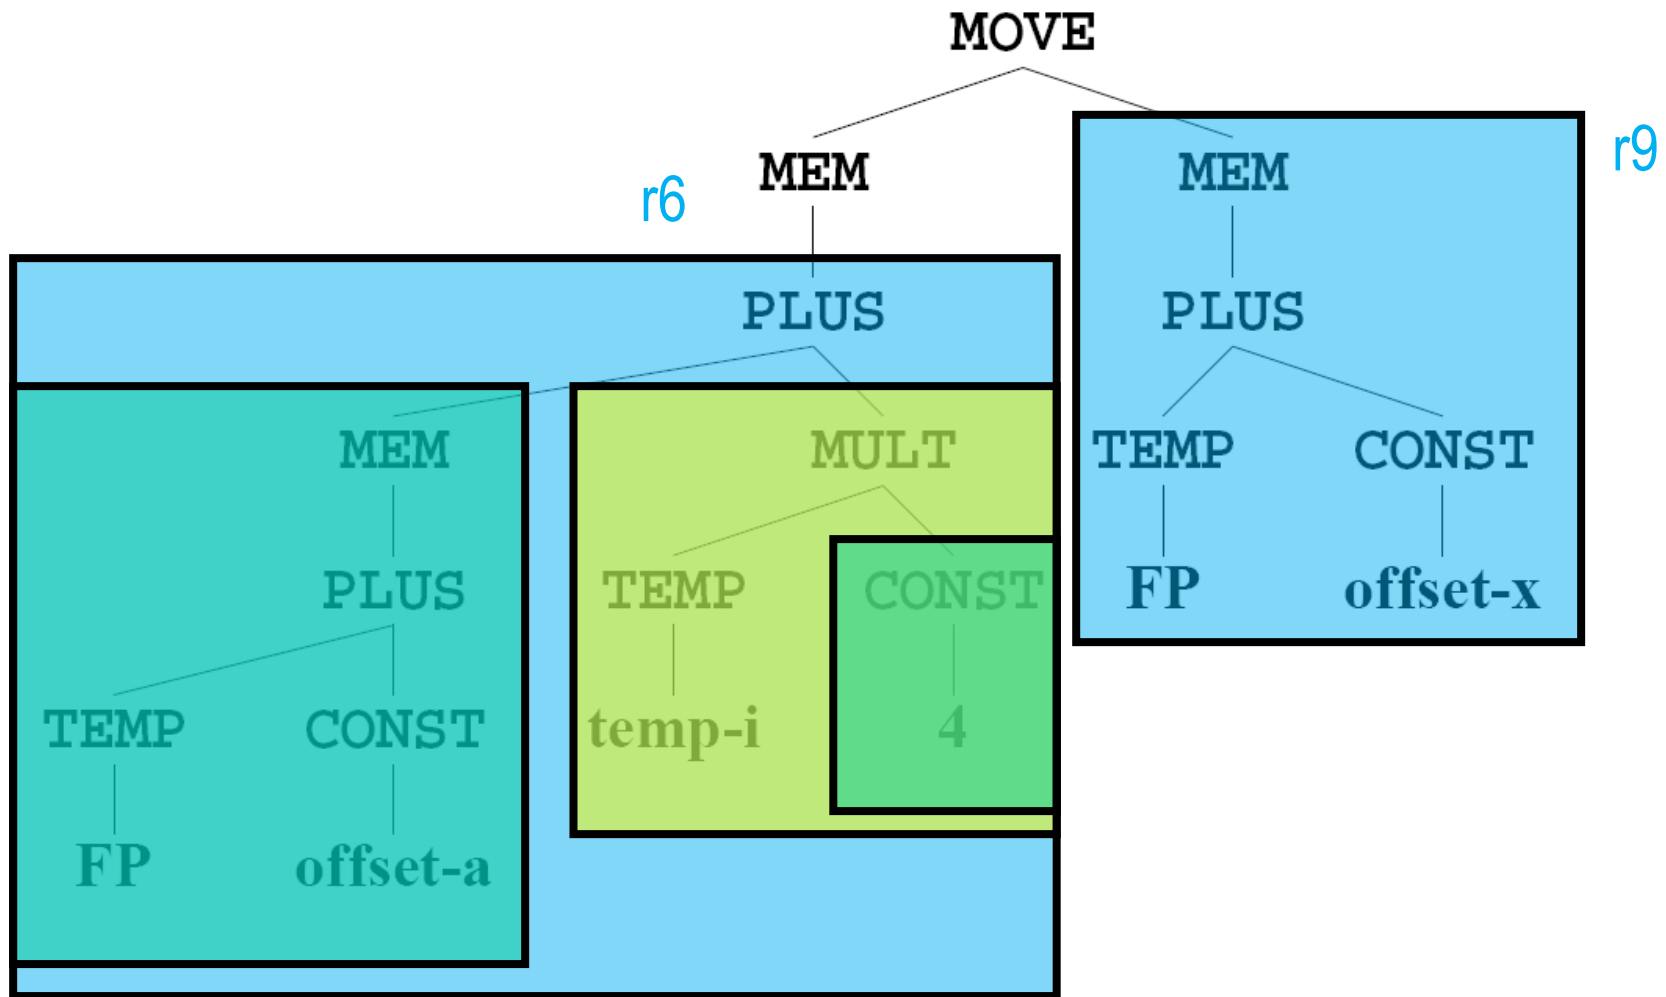 MOVE
MEM MEM r9
r6
PLUS PLUS
MEM MULT TEMP CONST
PLUS TEMP CONST FP offset-x
TEMP CONST temp-i 4
FP offset-a